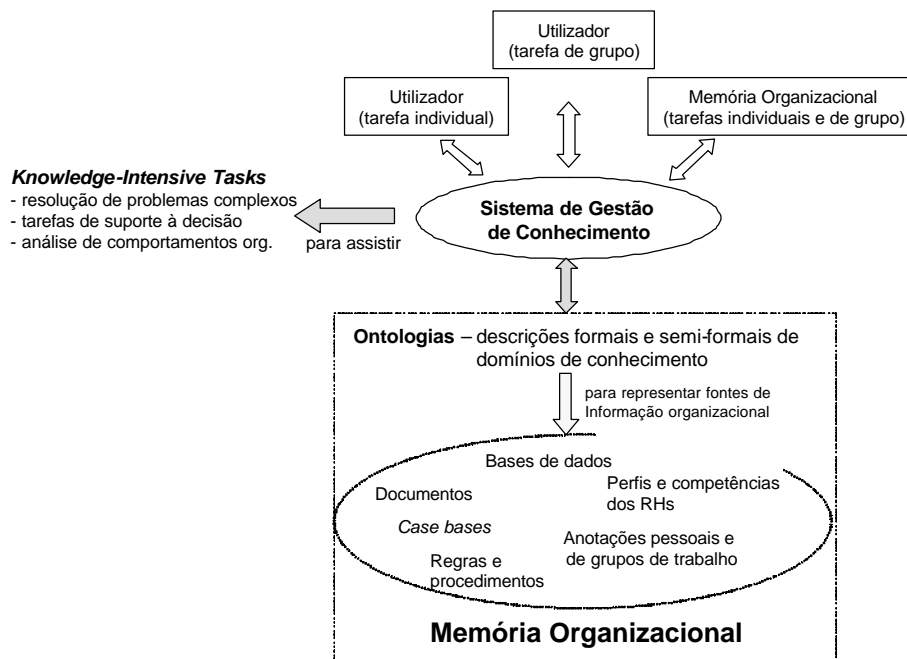 Utilizador
(tarefa de grupo)
Utilizador
(tarefa individual)
Memória Organizacional
(tarefas individuais e de grupo)
Knowledge-Intensive Tasks
- resolução de problemas complexos
- tarefas de suporte à decisão
- análise de comportamentos org.
para assistir
Sistema de Gestão
de Conhecimento
Ontologias – descrições formais e semi-formais de
domínios de conhecimento
para representar fontes de
Informação organizacional
Bases de dados
Perfis e competências
dos RHs
Documentos
Case bases
Anotações pessoais e
de grupos de trabalho
Regras e
procedimentos
Memória Organizacional